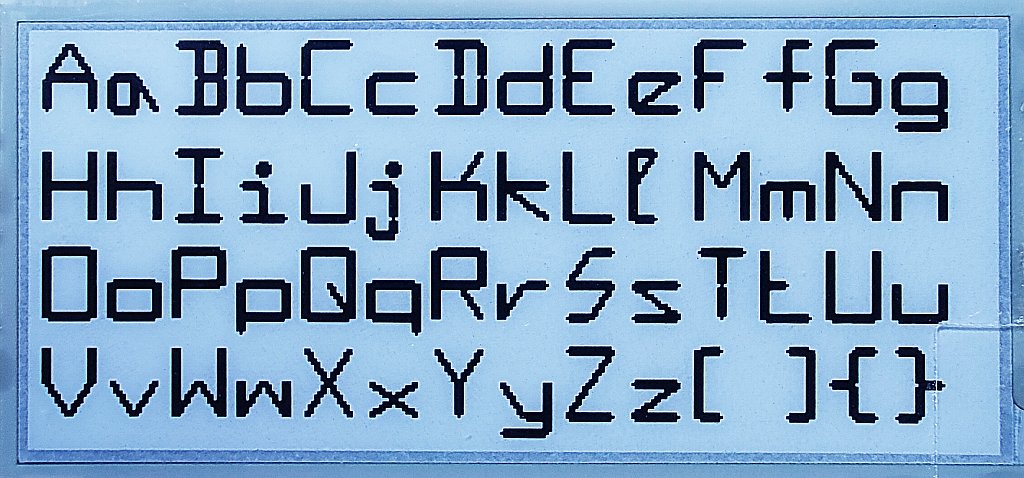 AaBbCcDdEeFfGg
HhIiJjKkLlMmNn
OoPpQqRrSsTtUu
VvWwXxYyZz[]{}